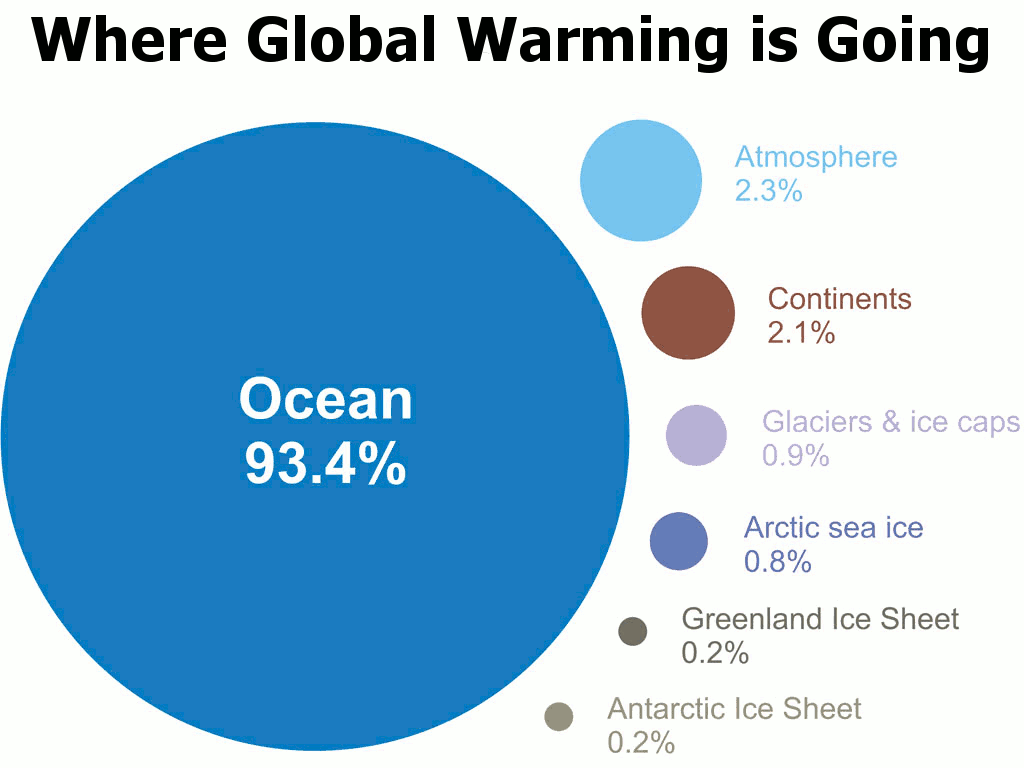 Where Global Warming is Going
Ocean
93.4%
Atmosphere
2.3%
Continents
2.1%
Glaciers & ice caps
0.9%
Arctic sea ice
0.8%
Greenland Ice Sheet
0.2%
Antarctic Ice Sheet
0.2%